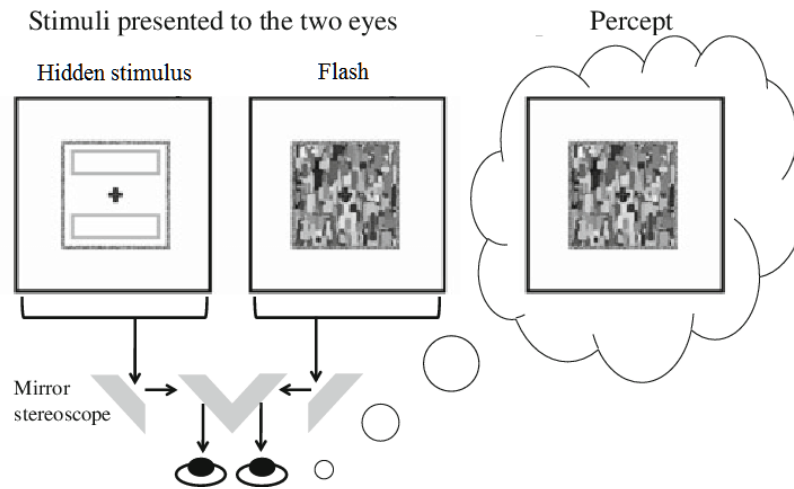 Stimuli presented to the two eyes
Percept
Hidden stimulus
Flash
Mirror
stereoscope